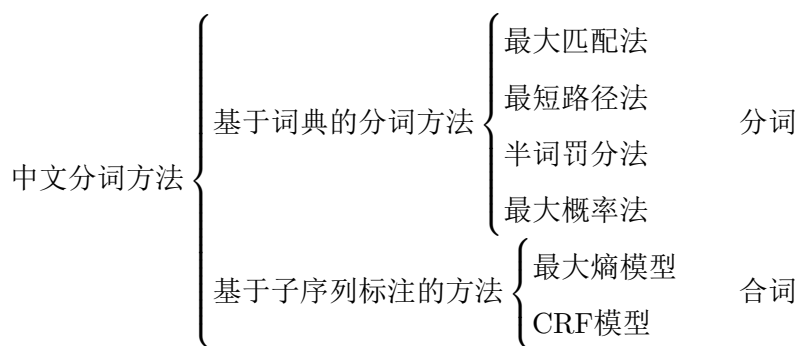 中文分词方法
基于词典的分词方法
最大匹配法
最短路径法
半词罚分法
最大概率法
分词
基于子序列标注的方法
最大熵模型
CRF模型
合词